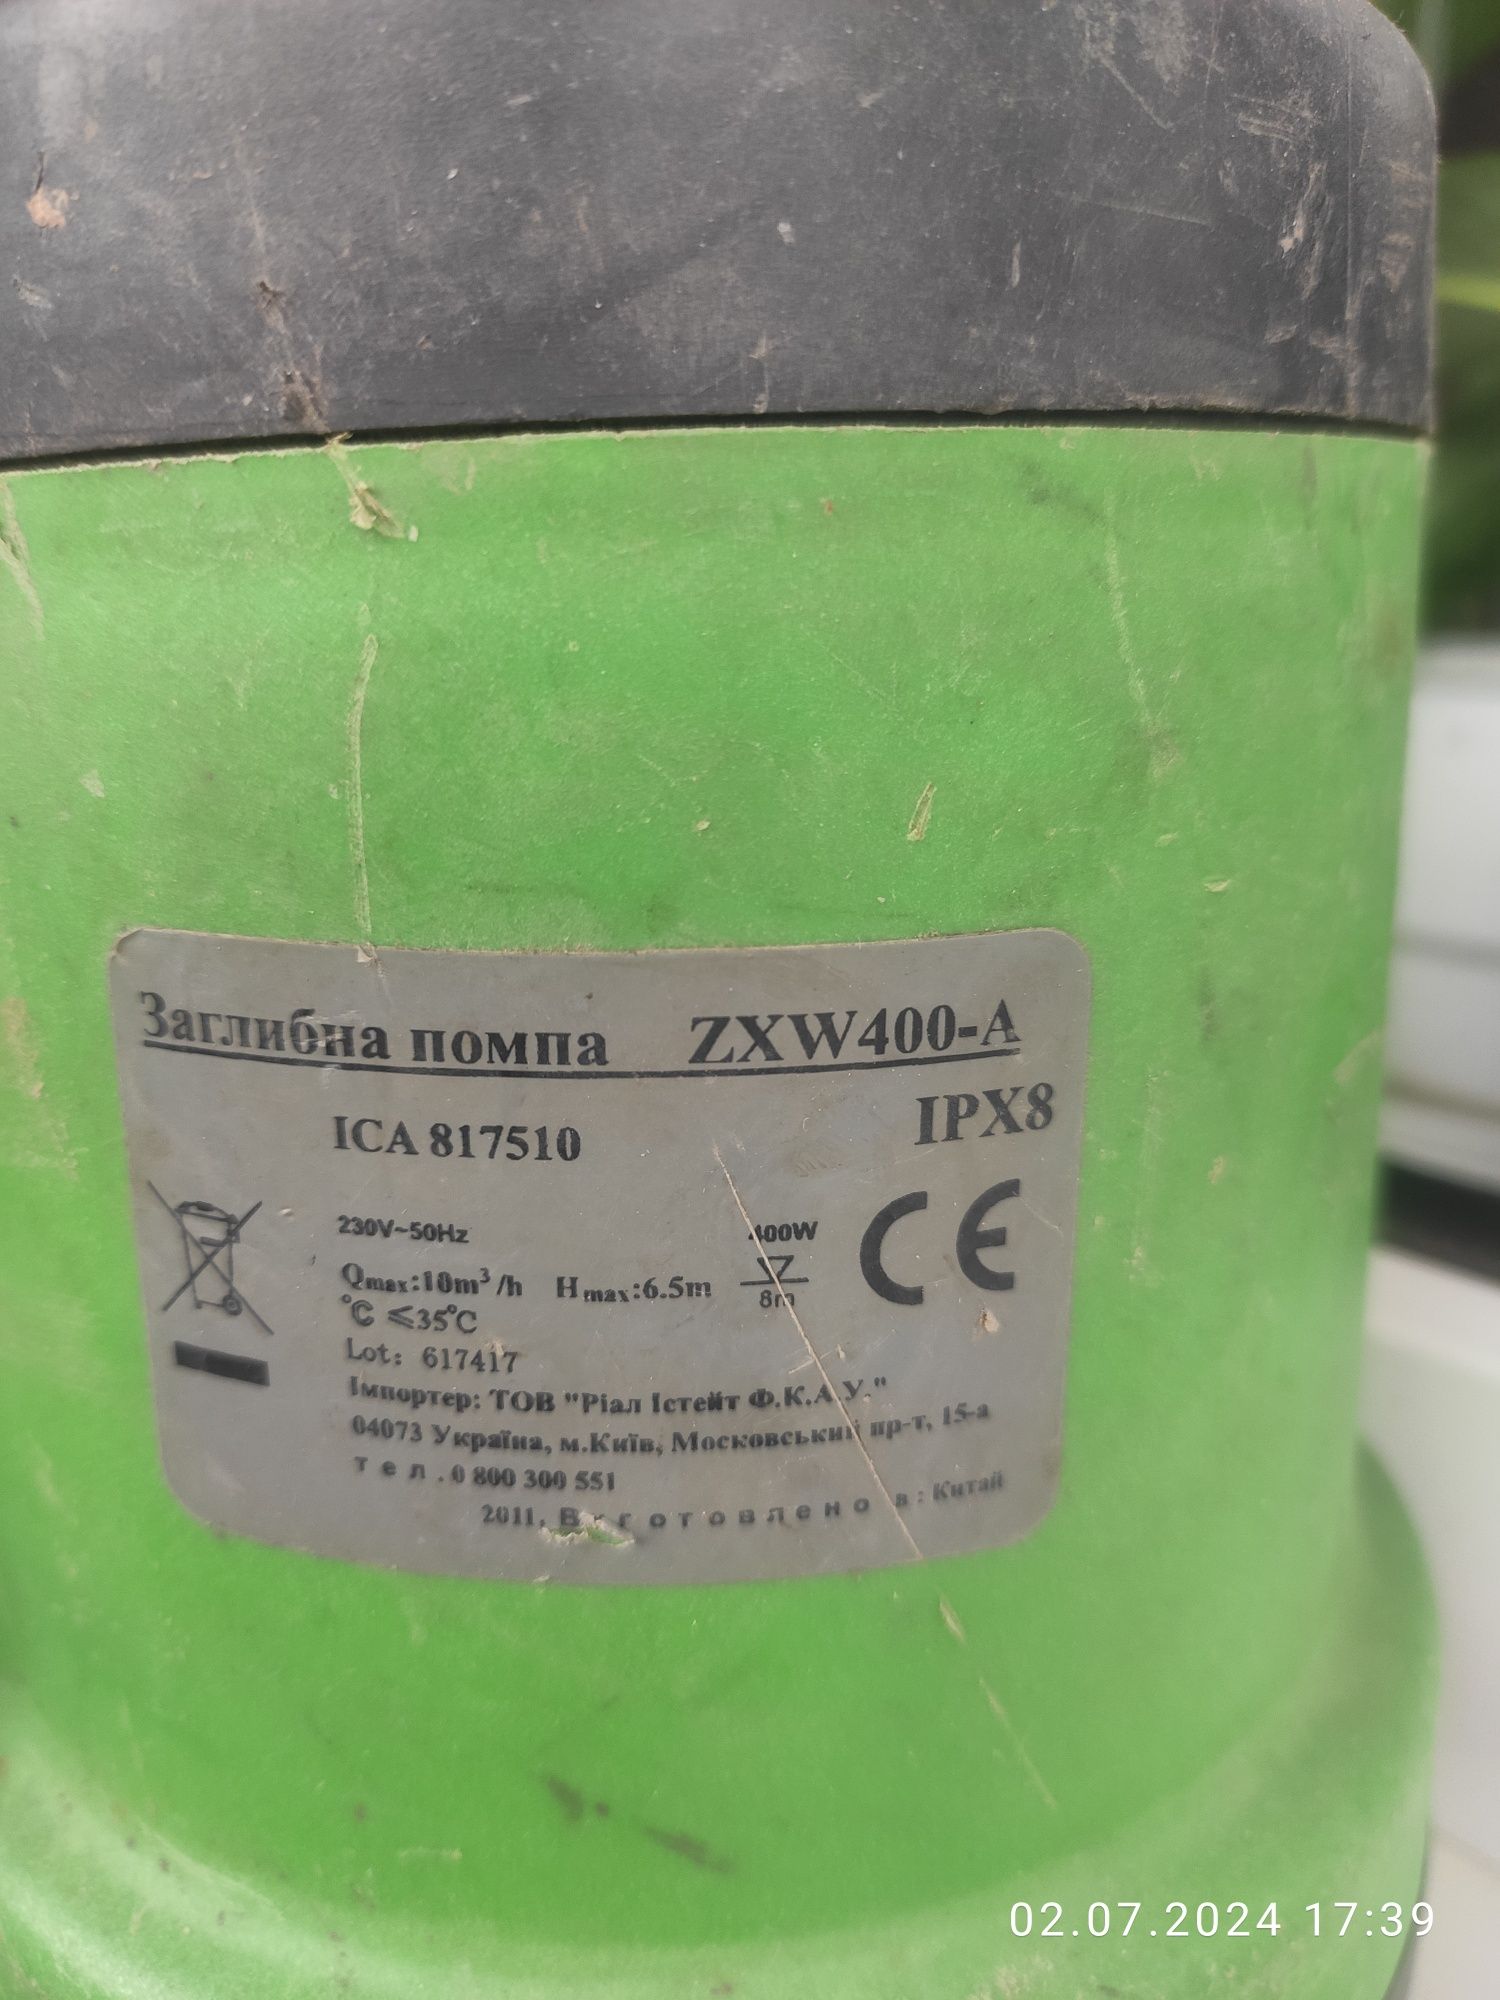 Заглибна помпа ZXW400-A
ICA 817510 IPX8
230V~50Hz 400W
CE
Qmax:10m³/h Hmax:6.5m
8m
℃ ≤35℃
Lot: 617417
Імпортер: ТОВ "Ріал Істейт Ф.К.А.У."
04073 Україна, м.Київ, Московський пр-т, 15-а
тел.0 800 300 551
2011, Виготовлено в: Китай
02.07.2024 17:39